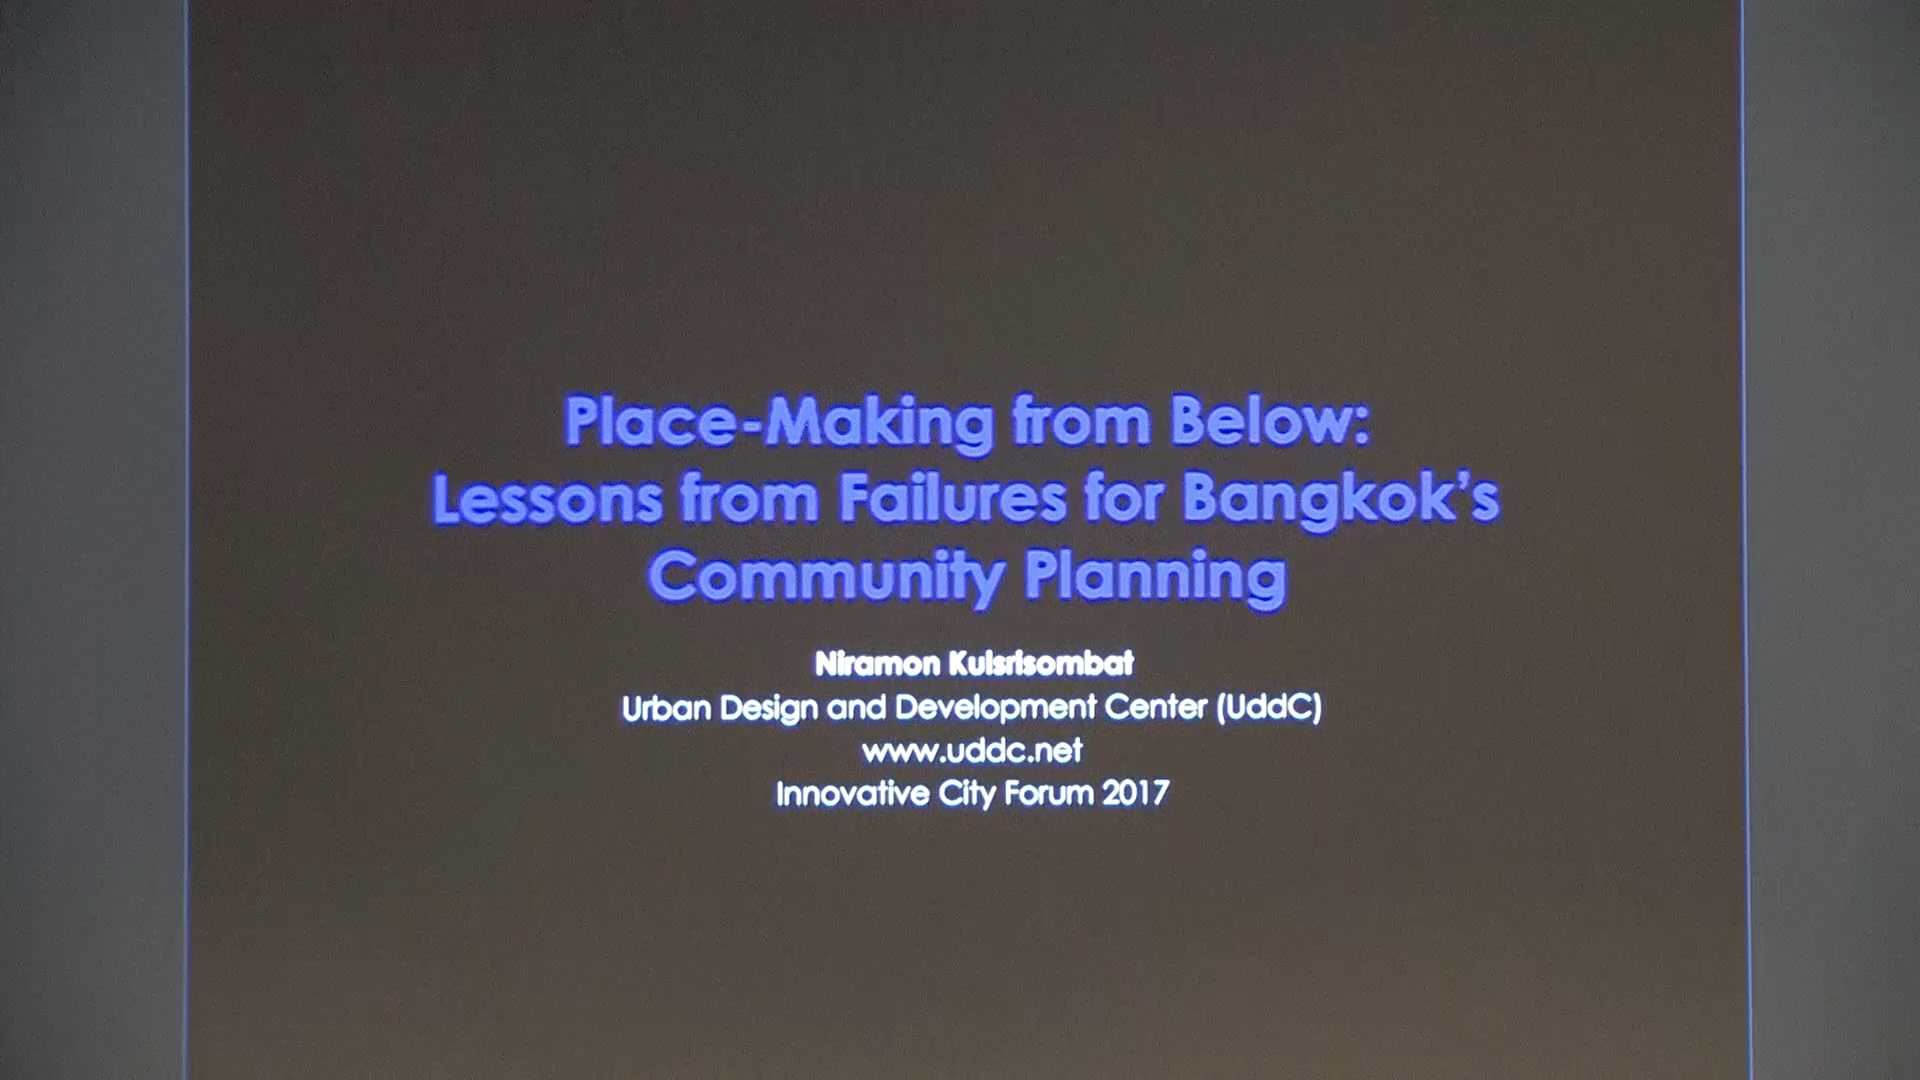 Place-Making from Below:
Lessons from Failures for Bangkok’s
Community Planning
Niramon Kulsrisombat
Urban Design and Development Center (UddC)
www.uddc.net
Innovative City Forum 2017